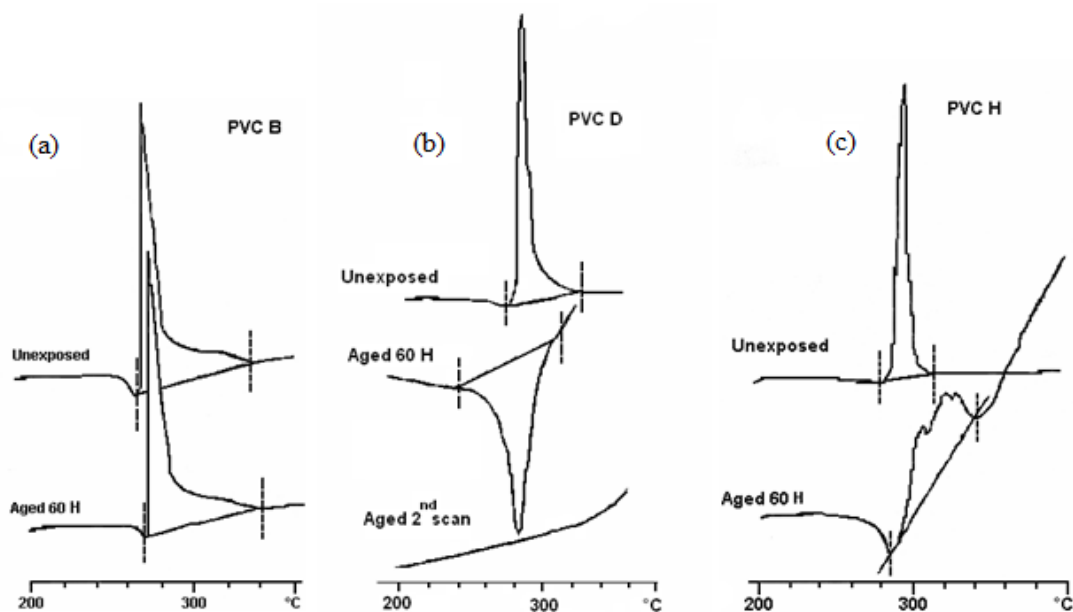 (a)
PVC B
Unexposed
Aged 60 H
200 300 °C
(b)
PVC D
Unexposed
Aged 60 H
Aged 2nd scan
200 300 °C
(c)
PVC H
Unexposed
Aged 60 H
200 300 °C